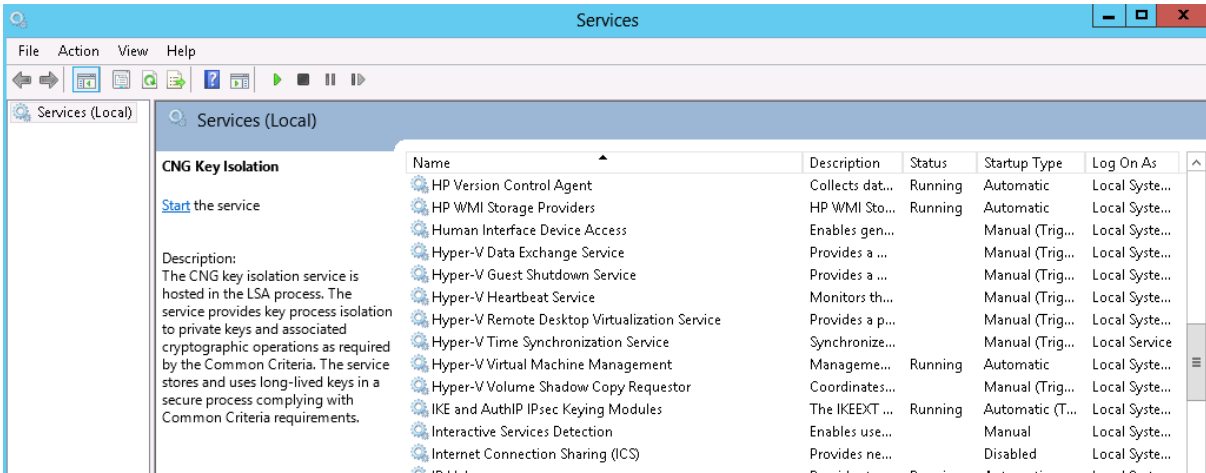 Services
File Action View Help
Services (Local)
Services (Local)
CNG Key Isolation
Start the service
Description:
The CNG key isolation service is
hosted in the LSA process. The
service provides key process isolation
to private keys and associated
cryptographic operations as required
by the Common Criteria. The service
stores and uses long-lived keys in a
secure process complying with
Common Criteria requirements.
Name Description Status Startup Type Log On As
HP Version Control Agent Collects dat... Running Automatic Local Syste...
HP WMI Storage Providers HP WMI Sto... Running Automatic Local Syste...
Human Interface Device Access Enables gen... Manual (Trig... Local Syste...
Hyper-V Data Exchange Service Provides a ... Manual (Trig... Local Syste...
Hyper-V Guest Shutdown Service Provides a ... Manual (Trig... Local Syste...
Hyper-V Heartbeat Service Monitors th... Manual (Trig... Local Syste...
Hyper-V Remote Desktop Virtualization Service Provides a p... Manual (Trig... Local Syste...
Hyper-V Time Synchronization Service Synchronize... Manual (Trig... Local Service
Hyper-V Virtual Machine Management Manageme... Running Automatic Local Syste...
Hyper-V Volume Shadow Copy Requestor Coordinates... Manual (Trig... Local Syste...
IKE and AuthIP IPsec Keying Modules The IKEEXT ... Running Automatic (T... Local Syste...
Interactive Services Detection Enables use... Manual Local Syste...
Internet Connection Sharing (ICS) Provides ne... Disabled Local Syste...